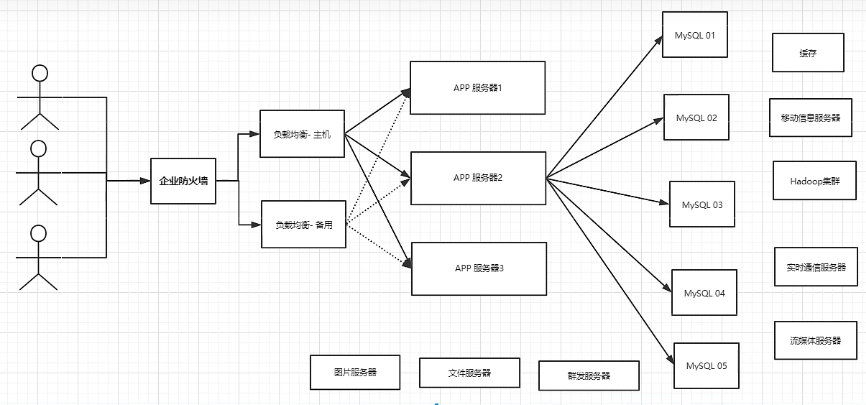 企业防火墙
负载均衡- 主机
负载均衡- 备用
APP 服务器1
APP 服务器2
APP 服务器3
MySQL 01
MySQL 02
MySQL 03
MySQL 04
MySQL 05
缓存
移动信息服务器
Hadoop集群
实时通信服务器
流媒体服务器
图片服务器
文件服务器
群发服务器